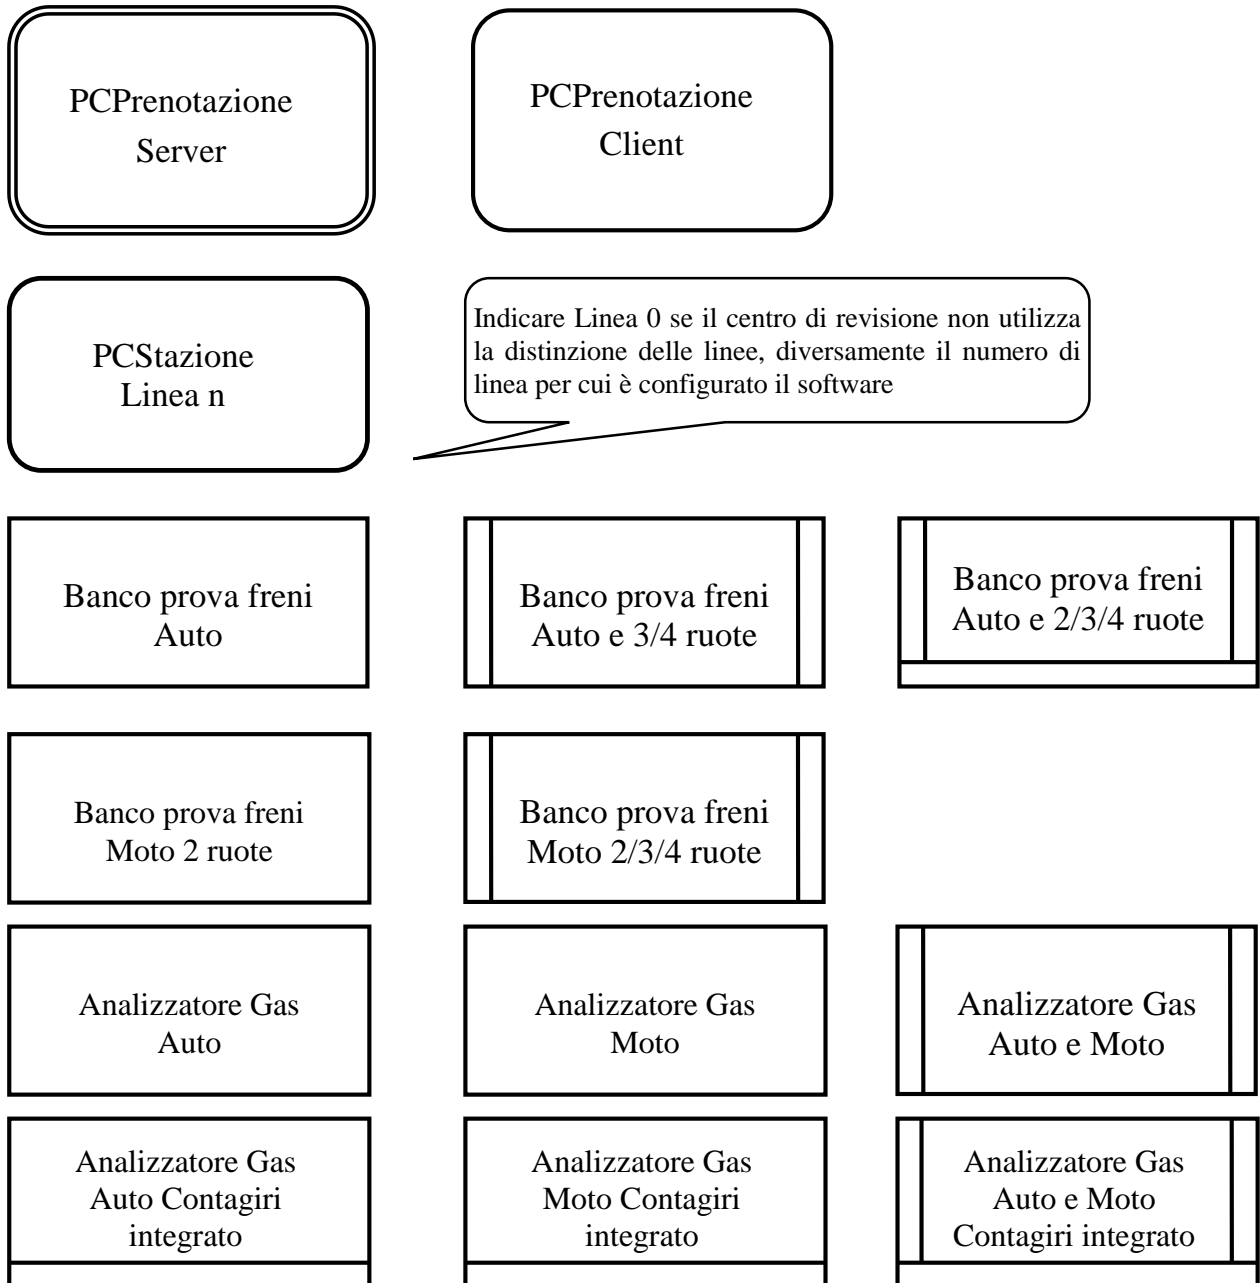 PCPrenotazione
Server
PCPrenotazione
Client
PCStazione
Linea n
Indicare Linea 0 se il centro di revisione non utilizza
la distinzione delle linee, diversamente il numero di
linea per cui è configurato il software
Banco prova freni
Auto
Banco prova freni
Auto e 3/4 ruote
Banco prova freni
Auto e 2/3/4 ruote
Banco prova freni
Moto 2 ruote
Banco prova freni
Moto 2/3/4 ruote
Analizzatore Gas
Auto
Analizzatore Gas
Moto
Analizzatore Gas
Auto e Moto
Analizzatore Gas
Auto Contagiri
integrato
Analizzatore Gas
Moto Contagiri
integrato
Analizzatore Gas
Auto e Moto
Contagiri integrato